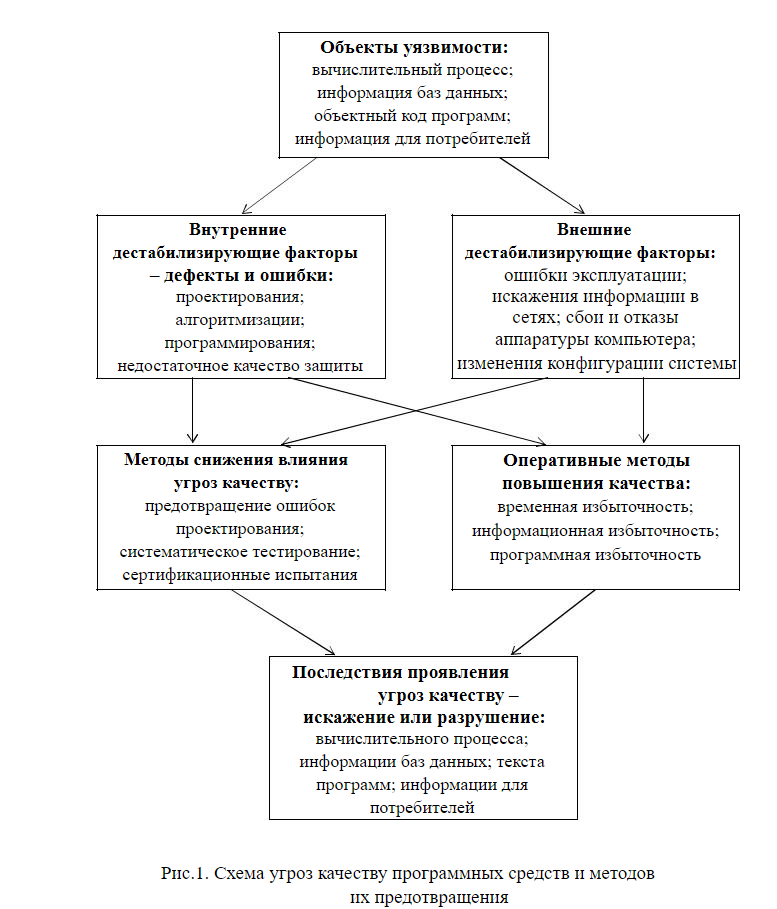 Объекты уязвимости:
вычислительный процесс;
информация баз данных;
объектный код программ;
информация для потребителей
Внутренние
дестабилизирующие факторы
– дефекты и ошибки:
проектирования;
алгоритмизации;
программирования;
недостаточное качество защиты
Внешние
дестабилизирующие факторы:
ошибки эксплуатации;
искажения информации в
сетях; сбои и отказы
аппаратуры компьютера;
изменения конфигурации системы
Методы снижения влияния
угроз качеству:
предотвращение ошибок
проектирования;
систематическое тестирование;
сертификационные испытания
Оперативные методы
повышения качества:
временная избыточность;
информационная избыточность;
программная избыточность
Последствия проявления
угроз качеству –
искажение или разрушение:
вычислительного процесса;
информации баз данных; текста
программ; информации для
потребителей
Рис.1. Схема угроз качеству программных средств и методов
их предотвращения